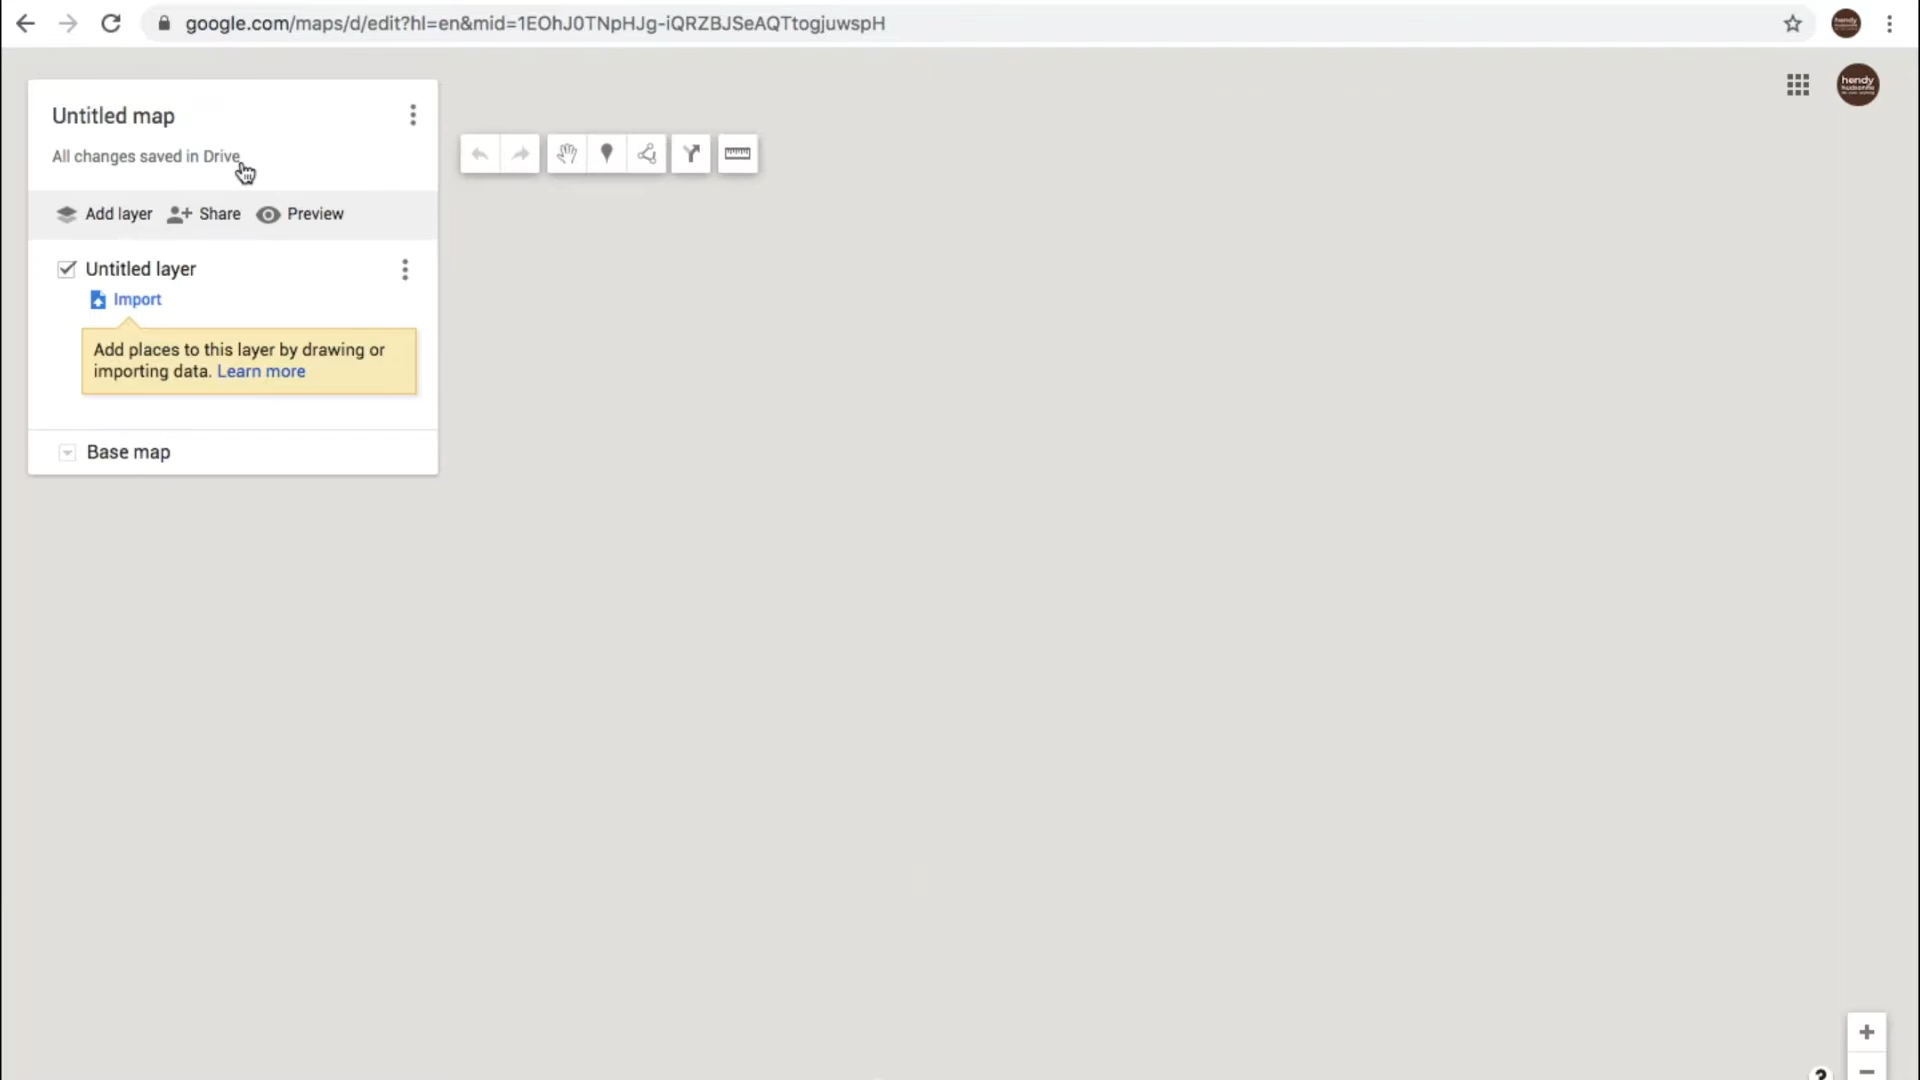 google.com/maps/d/edit?hl=en&mid=1EOhJ0TNpHJg-iQRZBJSeAQTtogjuwspH
hendy
Untitled map
All changes saved in Drive
Add layer Share Preview
Untitled layer
Import
Add places to this layer by drawing or
importing data. Learn more
Base map
+
?
−